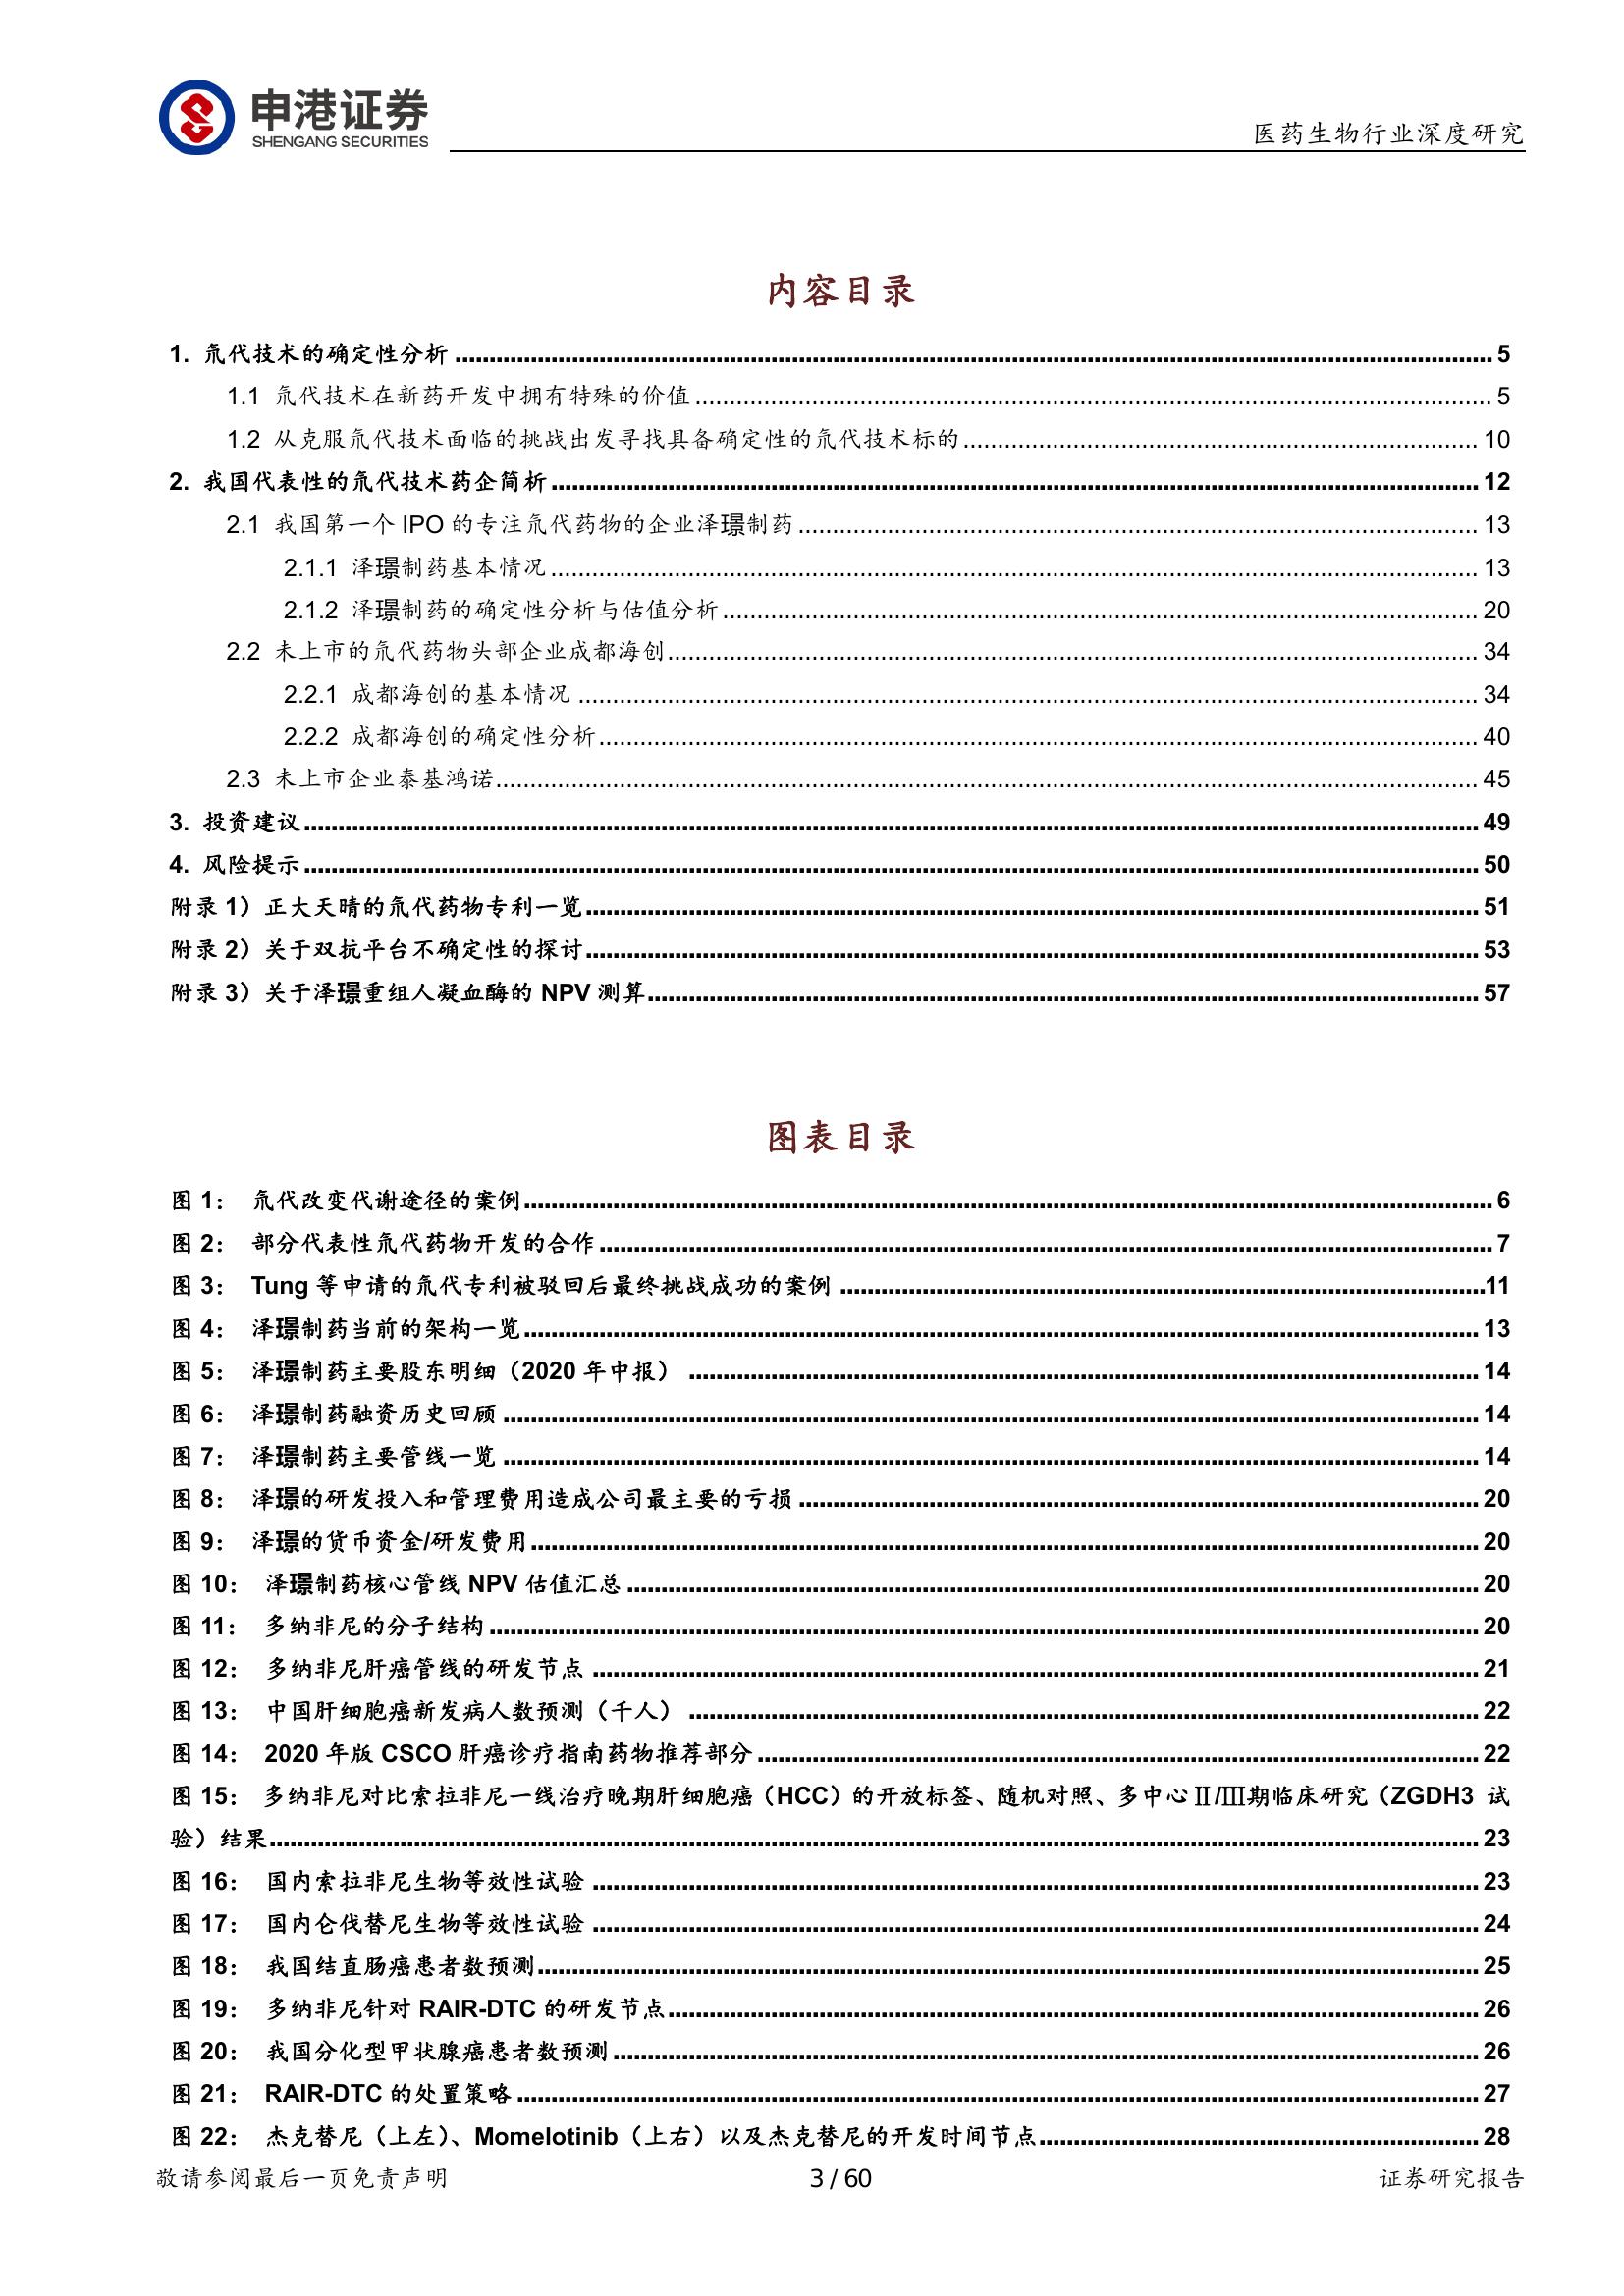 申港证券
SHENGANG SECURITIES
医药生物行业深度研究
内容目录
1. 氘代技术的确定性分析 5
1.1 氘代技术在新药开发中拥有特殊的价值 5
1.2 从克服氘代技术面临的挑战出发寻找具备确定性的氘代技术标的 10
2. 我国代表性的氘代技术药企简析 12
2.1 我国第一个 IPO 的专注氘代药物的企业泽璟制药 13
2.1.1 泽璟制药基本情况 13
2.1.2 泽璟制药的确定性分析与估值分析 20
2.2 未上市的氘代药物头部企业成都海创 34
2.2.1 成都海创的基本情况 34
2.2.2 成都海创的确定性分析 40
2.3 未上市企业泰基鸿诺 45
3. 投资建议 49
4. 风险提示 50
附录 1）正大天晴的氘代药物专利一览 51
附录 2）关于双抗平台不确定性的探讨 53
附录 3）关于泽璟重组人凝血酶的 NPV 测算 57
图表目录
图 1： 氘代改变代谢途径的案例 6
图 2： 部分代表性氘代药物开发的合作 7
图 3： Tung 等申请的氘代专利被驳回后最终挑战成功的案例 11
图 4： 泽璟制药当前的架构一览 13
图 5： 泽璟制药主要股东明细（2020 年中报） 14
图 6： 泽璟制药融资历史回顾 14
图 7： 泽璟制药主要管线一览 14
图 8： 泽璟的研发投入和管理费用造成公司最主要的亏损 20
图 9： 泽璟的货币资金/研发费用 20
图 10： 泽璟制药核心管线 NPV 估值汇总 20
图 11： 多纳非尼的分子结构 20
图 12： 多纳非尼肝癌管线的研发节点 21
图 13： 中国肝细胞癌新发病人数预测（千人） 22
图 14： 2020 年版 CSCO 肝癌诊疗指南药物推荐部分 22
图 15： 多纳非尼对比索拉非尼一线治疗晚期肝细胞癌（HCC）的开放标签、随机对照、多中心Ⅱ/Ⅲ期临床研究（ZGDH3 试
验）结果 23
图 16： 国内索拉非尼生物等效性试验 23
图 17： 国内仑伐替尼生物等效性试验 24
图 18： 我国结直肠癌患者数预测 25
图 19： 多纳非尼针对 RAIR-DTC 的研发节点 26
图 20： 我国分化型甲状腺癌患者数预测 26
图 21： RAIR-DTC 的处置策略 27
图 22： 杰克替尼（上左）、Momelotinib（上右）以及杰克替尼的开发时间节点 28
敬请参阅最后一页免责声明
3 / 60
证券研究报告